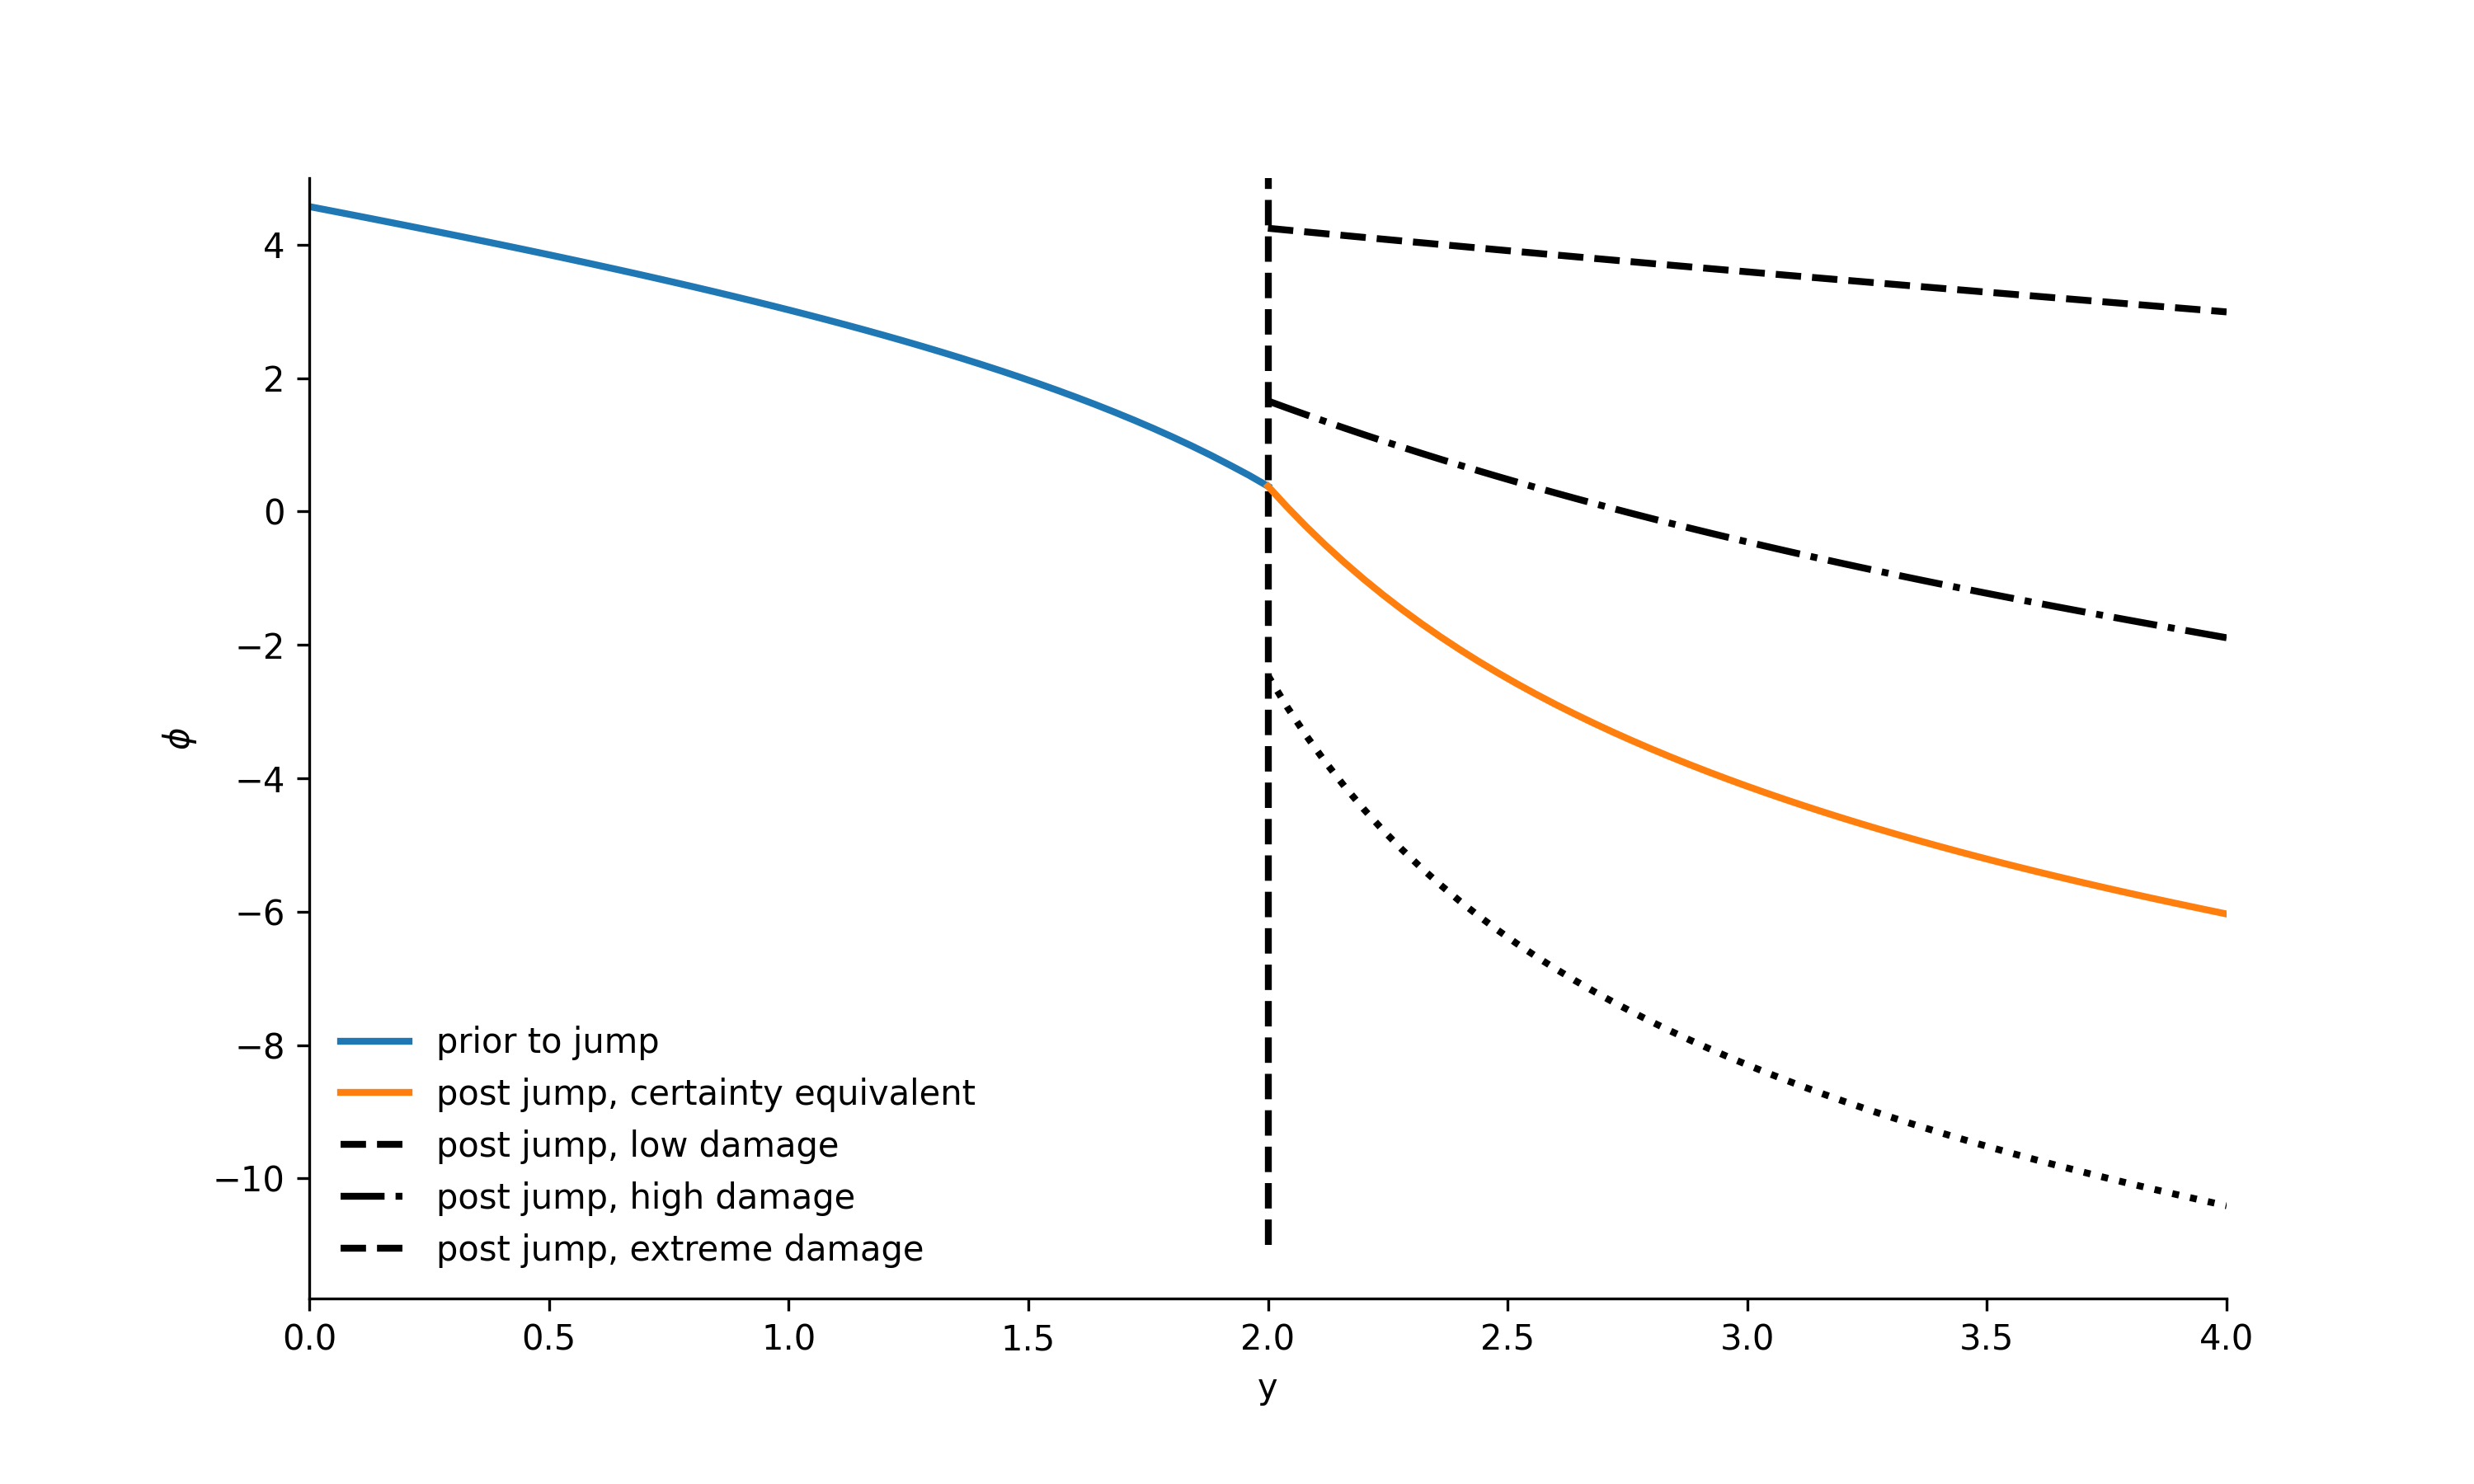 4
2
0
−2
−4
−6
−8
−10
ϕ
prior to jump
post jump, certainty equivalent
post jump, low damage
post jump, high damage
post jump, extreme damage
0.0 0.5 1.0 1.5 2.0 2.5 3.0 3.5 4.0
y